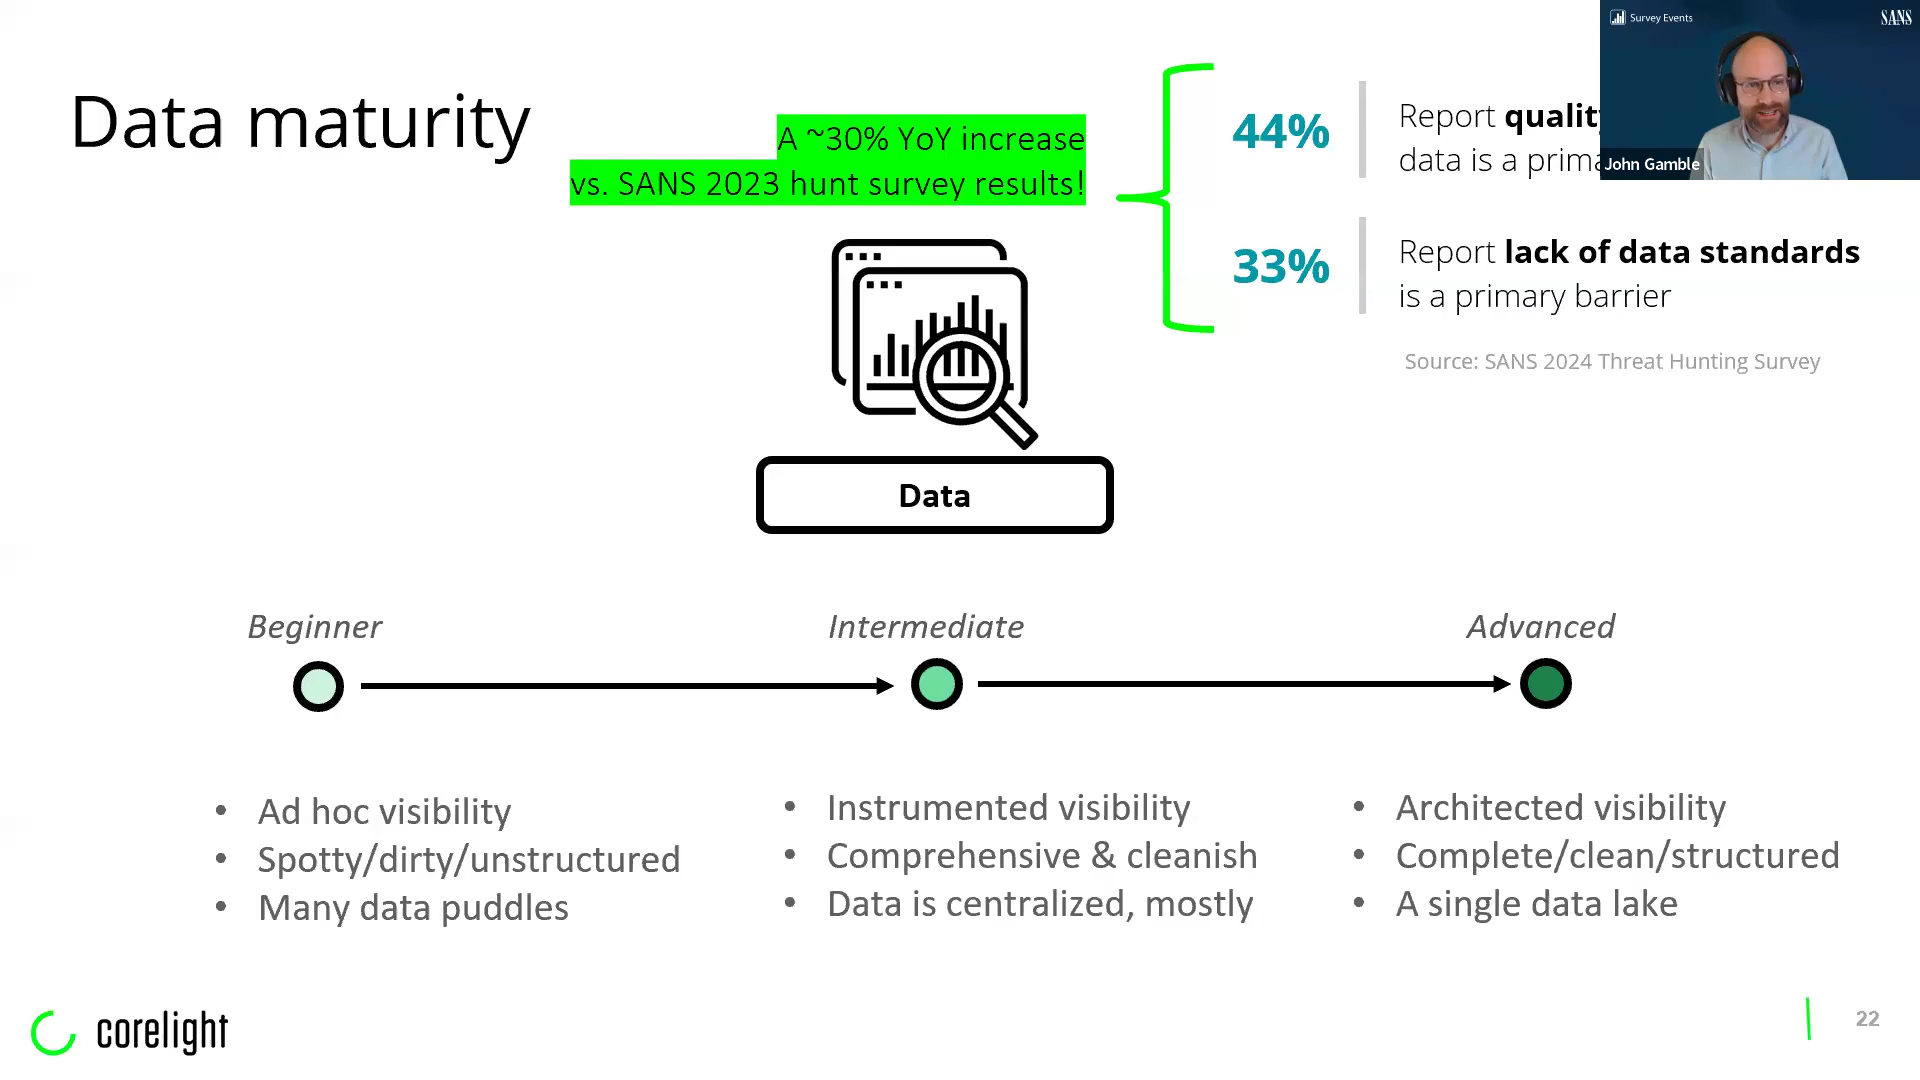 Data maturity
A ~30% YoY increase
vs. SANS 2023 hunt survey results!
44%
Report quality
data is a prima
33%
Report lack of data standards
is a primary barrier
Source: SANS 2024 Threat Hunting Survey
Survey Events
SANS
John Gamble
Data
Beginner
Intermediate
Advanced
• Ad hoc visibility
• Spotty/dirty/unstructured
• Many data puddles
• Instrumented visibility
• Comprehensive & cleanish
• Data is centralized, mostly
• Architected visibility
• Complete/clean/structured
• A single data lake
corelight
22